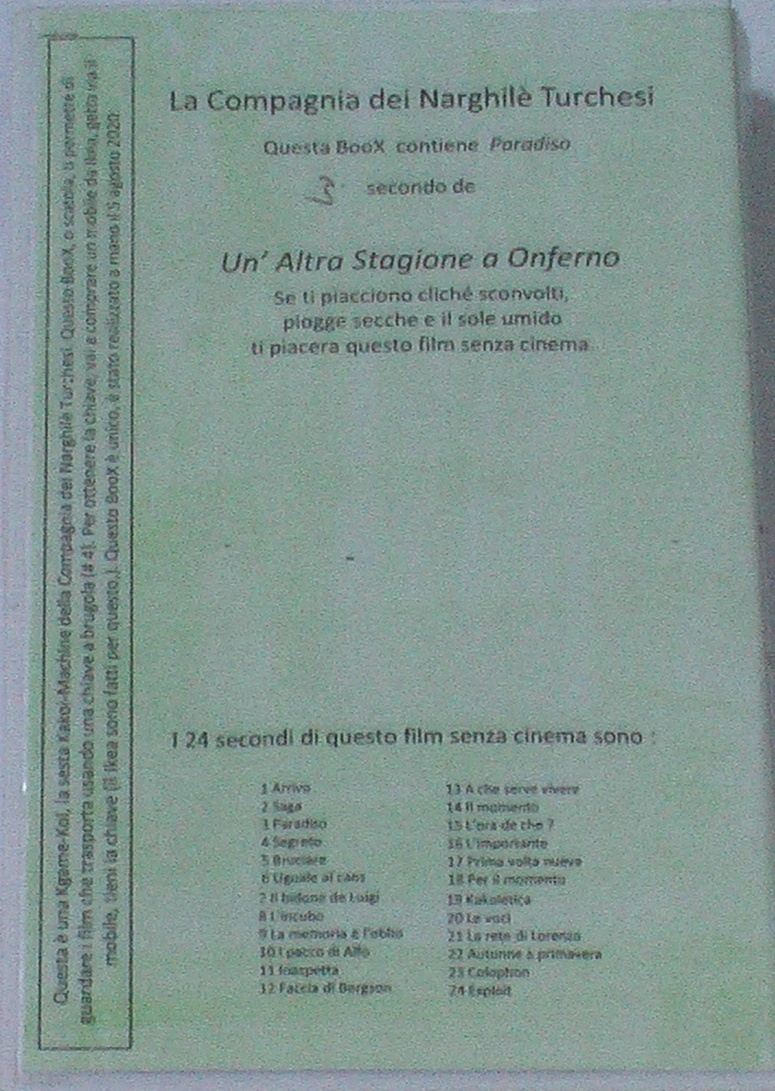 La Compagnia dei Narghilè Turchesi
Questa BooX contiene Paradiso
3 secondo de
Un' Altra Stagione a Onferno
Se ti piacciono cliché sconvolti,
piogge secche e il sole umido
ti piacera questo film senza cinema
I 24 secondi di questo film senza cinema sono :
1 Arrivo
2 Saga
3 Paradiso
4 Segreto
5 Bruciare
6 Uguale al caos
7 Il bidone de Luigi
8 L'incubo
9 La memoria è l'oblio
10 I pacco di Alfo
11 Inaspetta
12 Faccia di Bergson
13 A che serve vivere
14 Il momento
15 L'ora de che ?
16 L'importante
17 Prima volta nuova
18 Per il momento
19 Kakoletica
20 Le voci
21 La rete di Lorenzo
22 Autunno à primavera
23 Colophon
24 Exploit
Questa è una Kgame-Koi, la sesta Kakoi-Machine della Compagnia dei Narghilè Turchesi. Questo BooX, o scatola, ti permette di
guardare i film che trasporta usando una chiave a brugola (# 4). Per ottenere la chiave, vai a comprare un mobile da Ikea, getta via il
mobile, tieni la chiave (il Ikea sono fatti per questo,). Questo BooX è unico, è stato realizzato a mano il 5 agosto 2020.